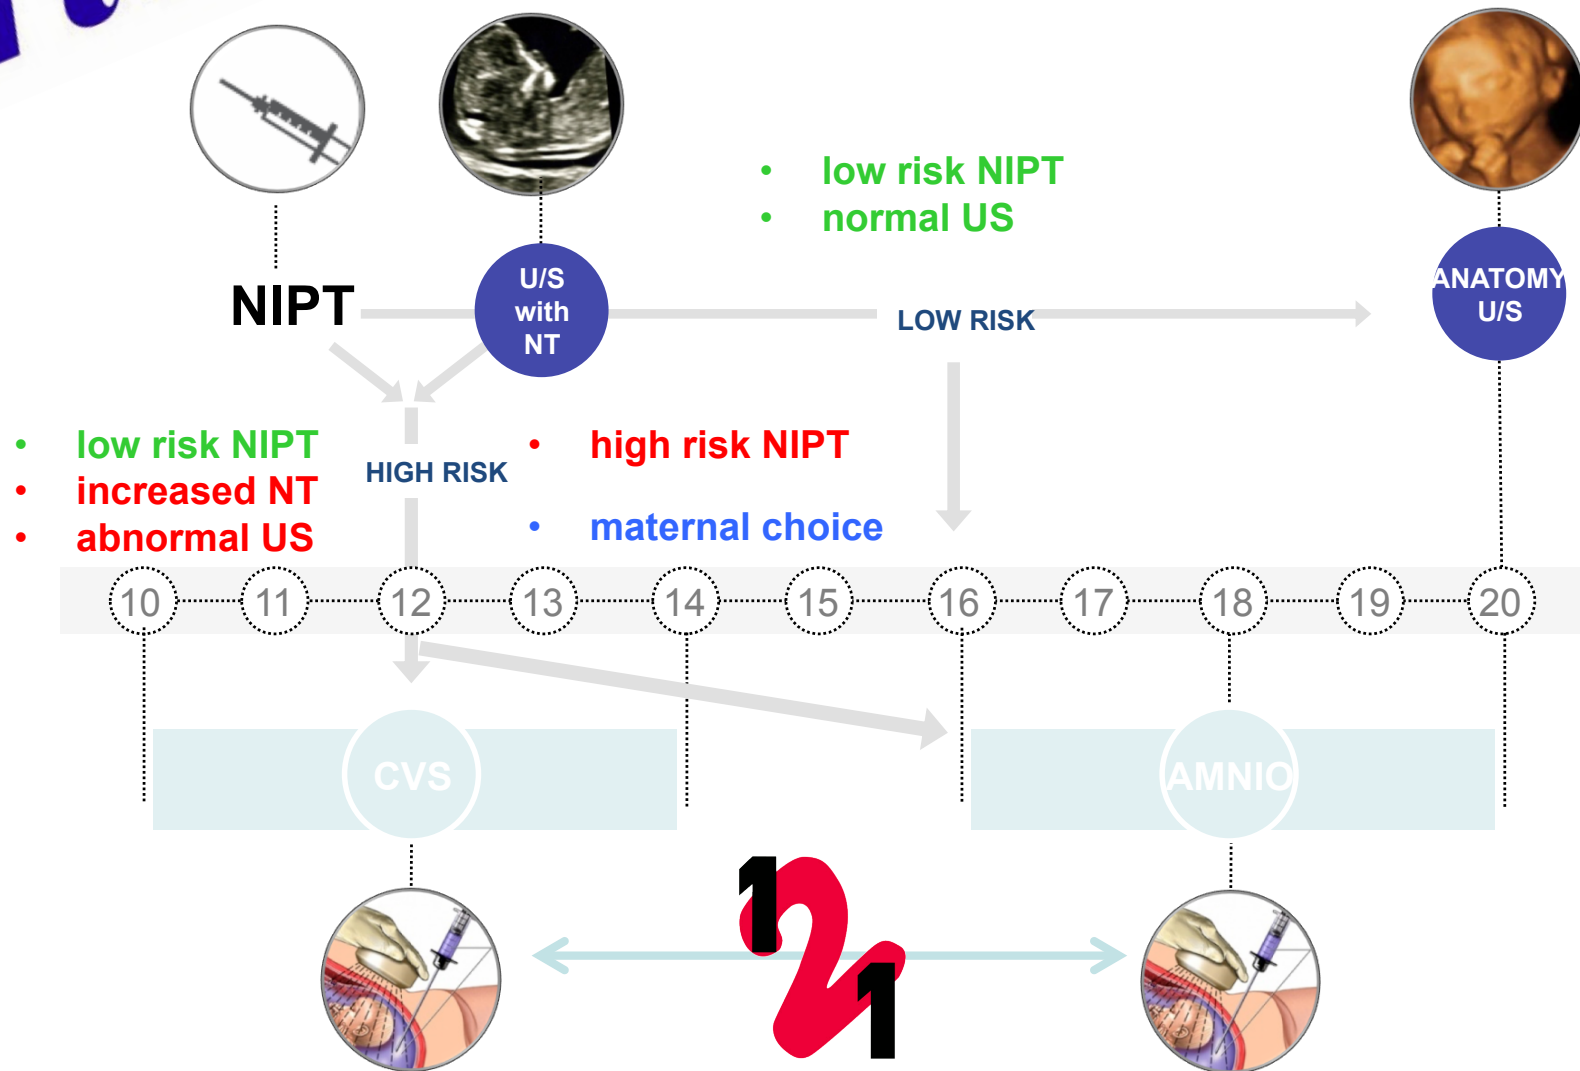 • low risk NIPT
• normal US
NIPT
U/S
with
NT
LOW RISK
ANATOMY
U/S
• low risk NIPT
• increased NT
• abnormal US
HIGH RISK
• high risk NIPT
• maternal choice
10 11 12 13 14 15 16 17 18 19 20
CVS
AMNIO
121